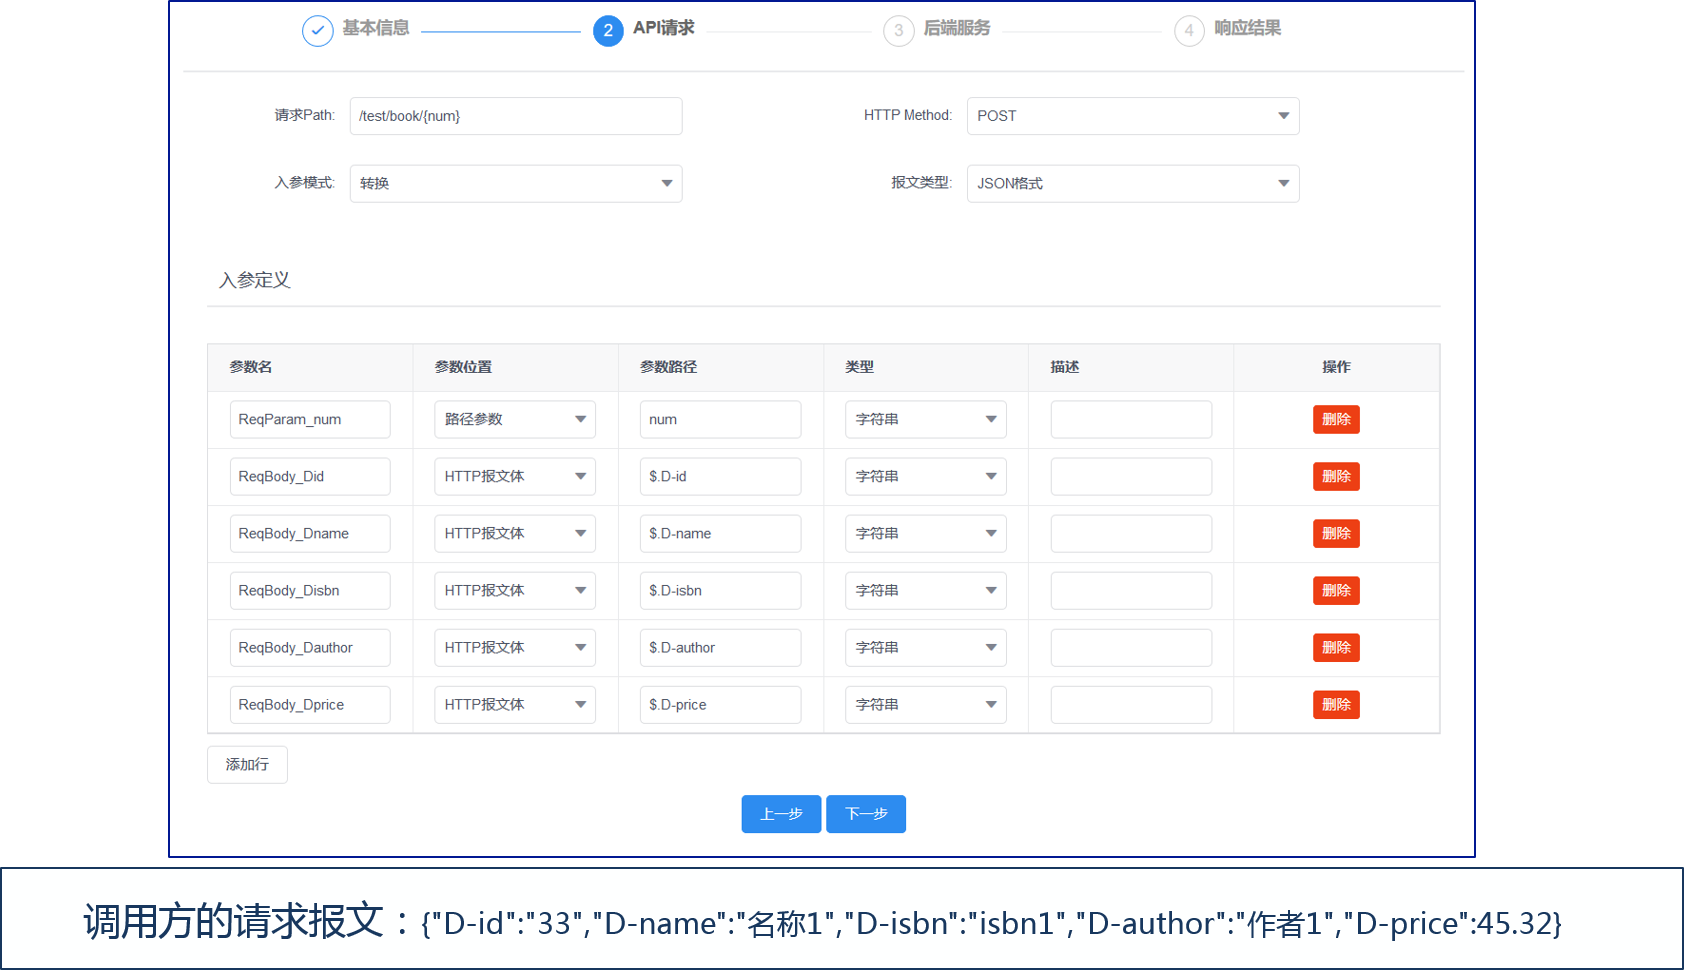 基本信息
2 API请求
3 后端服务
4 响应结果
请求Path: /test/book/{num}
HTTP Method: POST
入参模式: 转换
报文类型: JSON格式
入参定义
参数名 参数位置 参数路径 类型 描述 操作
ReqParam_num 路径参数 num 字符串 删除
ReqBody_Did HTTP报文体 $.D-id 字符串 删除
ReqBody_Dname HTTP报文体 $.D-name 字符串 删除
ReqBody_Disbn HTTP报文体 $.D-isbn 字符串 删除
ReqBody_Dauthor HTTP报文体 $.D-author 字符串 删除
ReqBody_Dprice HTTP报文体 $.D-price 字符串 删除
添加行
上一步 下一步
调用方的请求报文：{"D-id":"33","D-name":"名称1","D-isbn":"isbn1","D-author":"作者1","D-price":45.32}